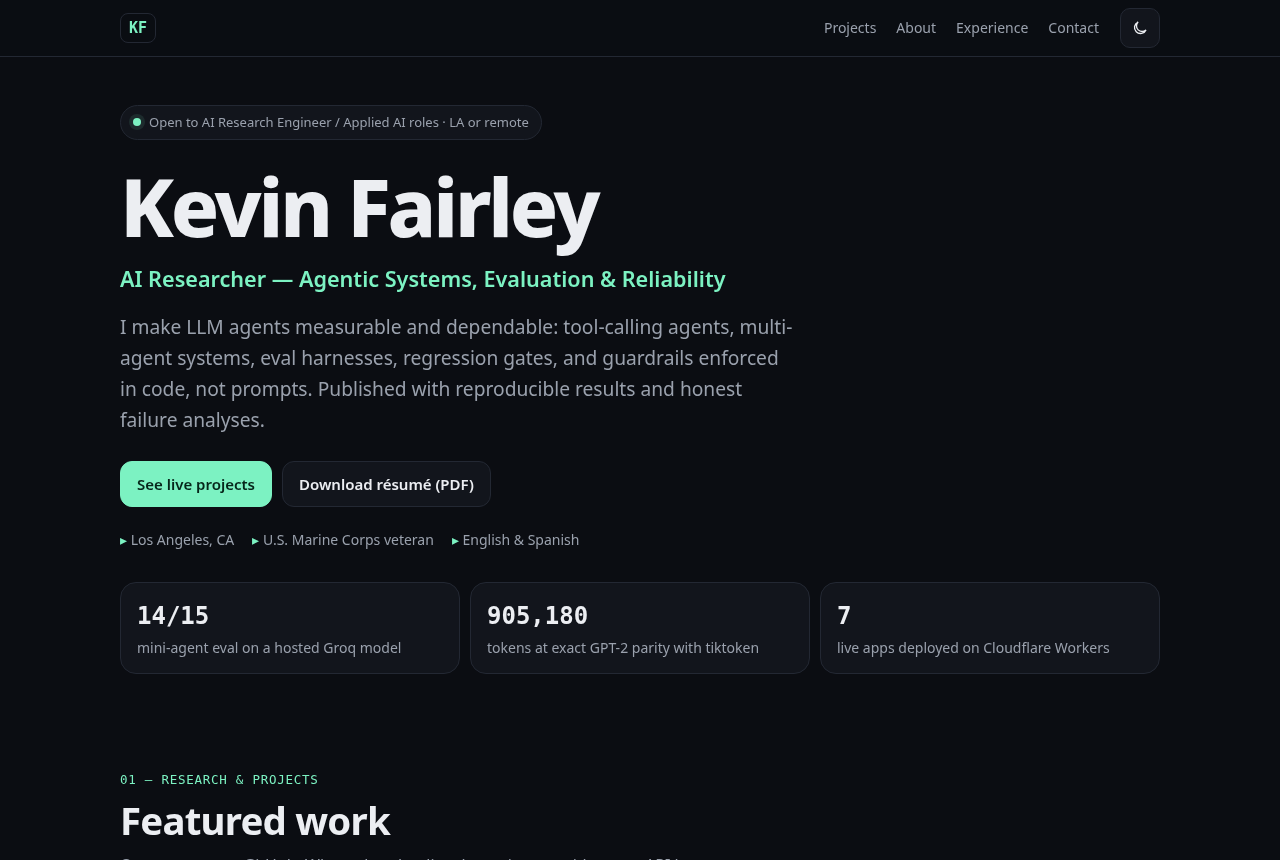 KF
Projects About Experience Contact
Open to AI Research Engineer / Applied AI roles · LA or remote
Kevin Fairley
AI Researcher — Agentic Systems, Evaluation & Reliability
I make LLM agents measurable and dependable: tool-calling agents, multi-
agent systems, eval harnesses, regression gates, and guardrails enforced
in code, not prompts. Published with reproducible results and honest
failure analyses.
See live projects Download résumé (PDF)
▸ Los Angeles, CA ▸ U.S. Marine Corps veteran ▸ English & Spanish
14/15
mini-agent eval on a hosted Groq model
905,180
tokens at exact GPT-2 parity with tiktoken
7
live apps deployed on Cloudflare Workers
01 — RESEARCH & PROJECTS
Featured work